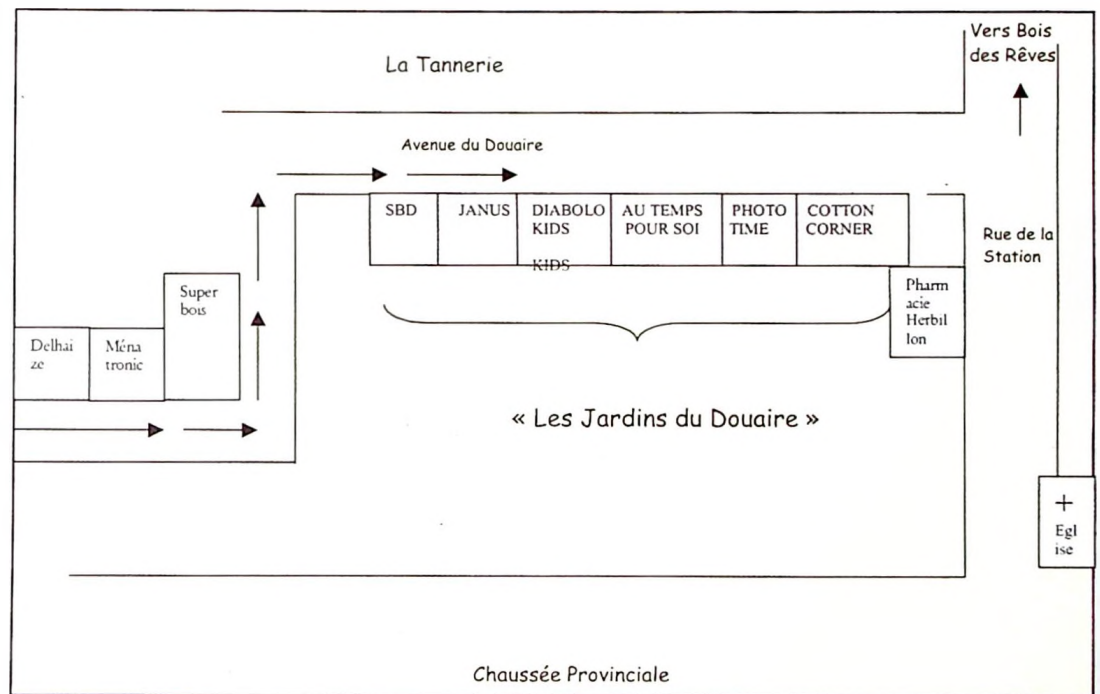 Vers Bois
des Rêves
La Tannerie
Avenue du Douaire
SBD
JANUS
DIABOLO
KIDS
KIDS
AU TEMPS
POUR SOI
PHOTO
TIME
COTTON
CORNER
Rue de la
Station
Super
bois
Pharm
acie
Herbil
lon
Delhai
ze
Ména
tronic
« Les Jardins du Douaire »
+
Egl
ise
Chaussée Provinciale